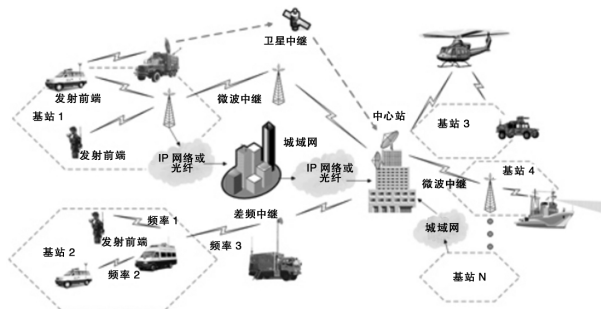 卫星中继
发射前端
基站 1
微波中继
发射前端
中心站
基站 3
城域网
IP 网络或
光纤
IP 网络或
光纤
微波中继
基站 4
频率 1
差频中继
发射前端
频率 3
基站 2
频率 2
城域网
基站 N